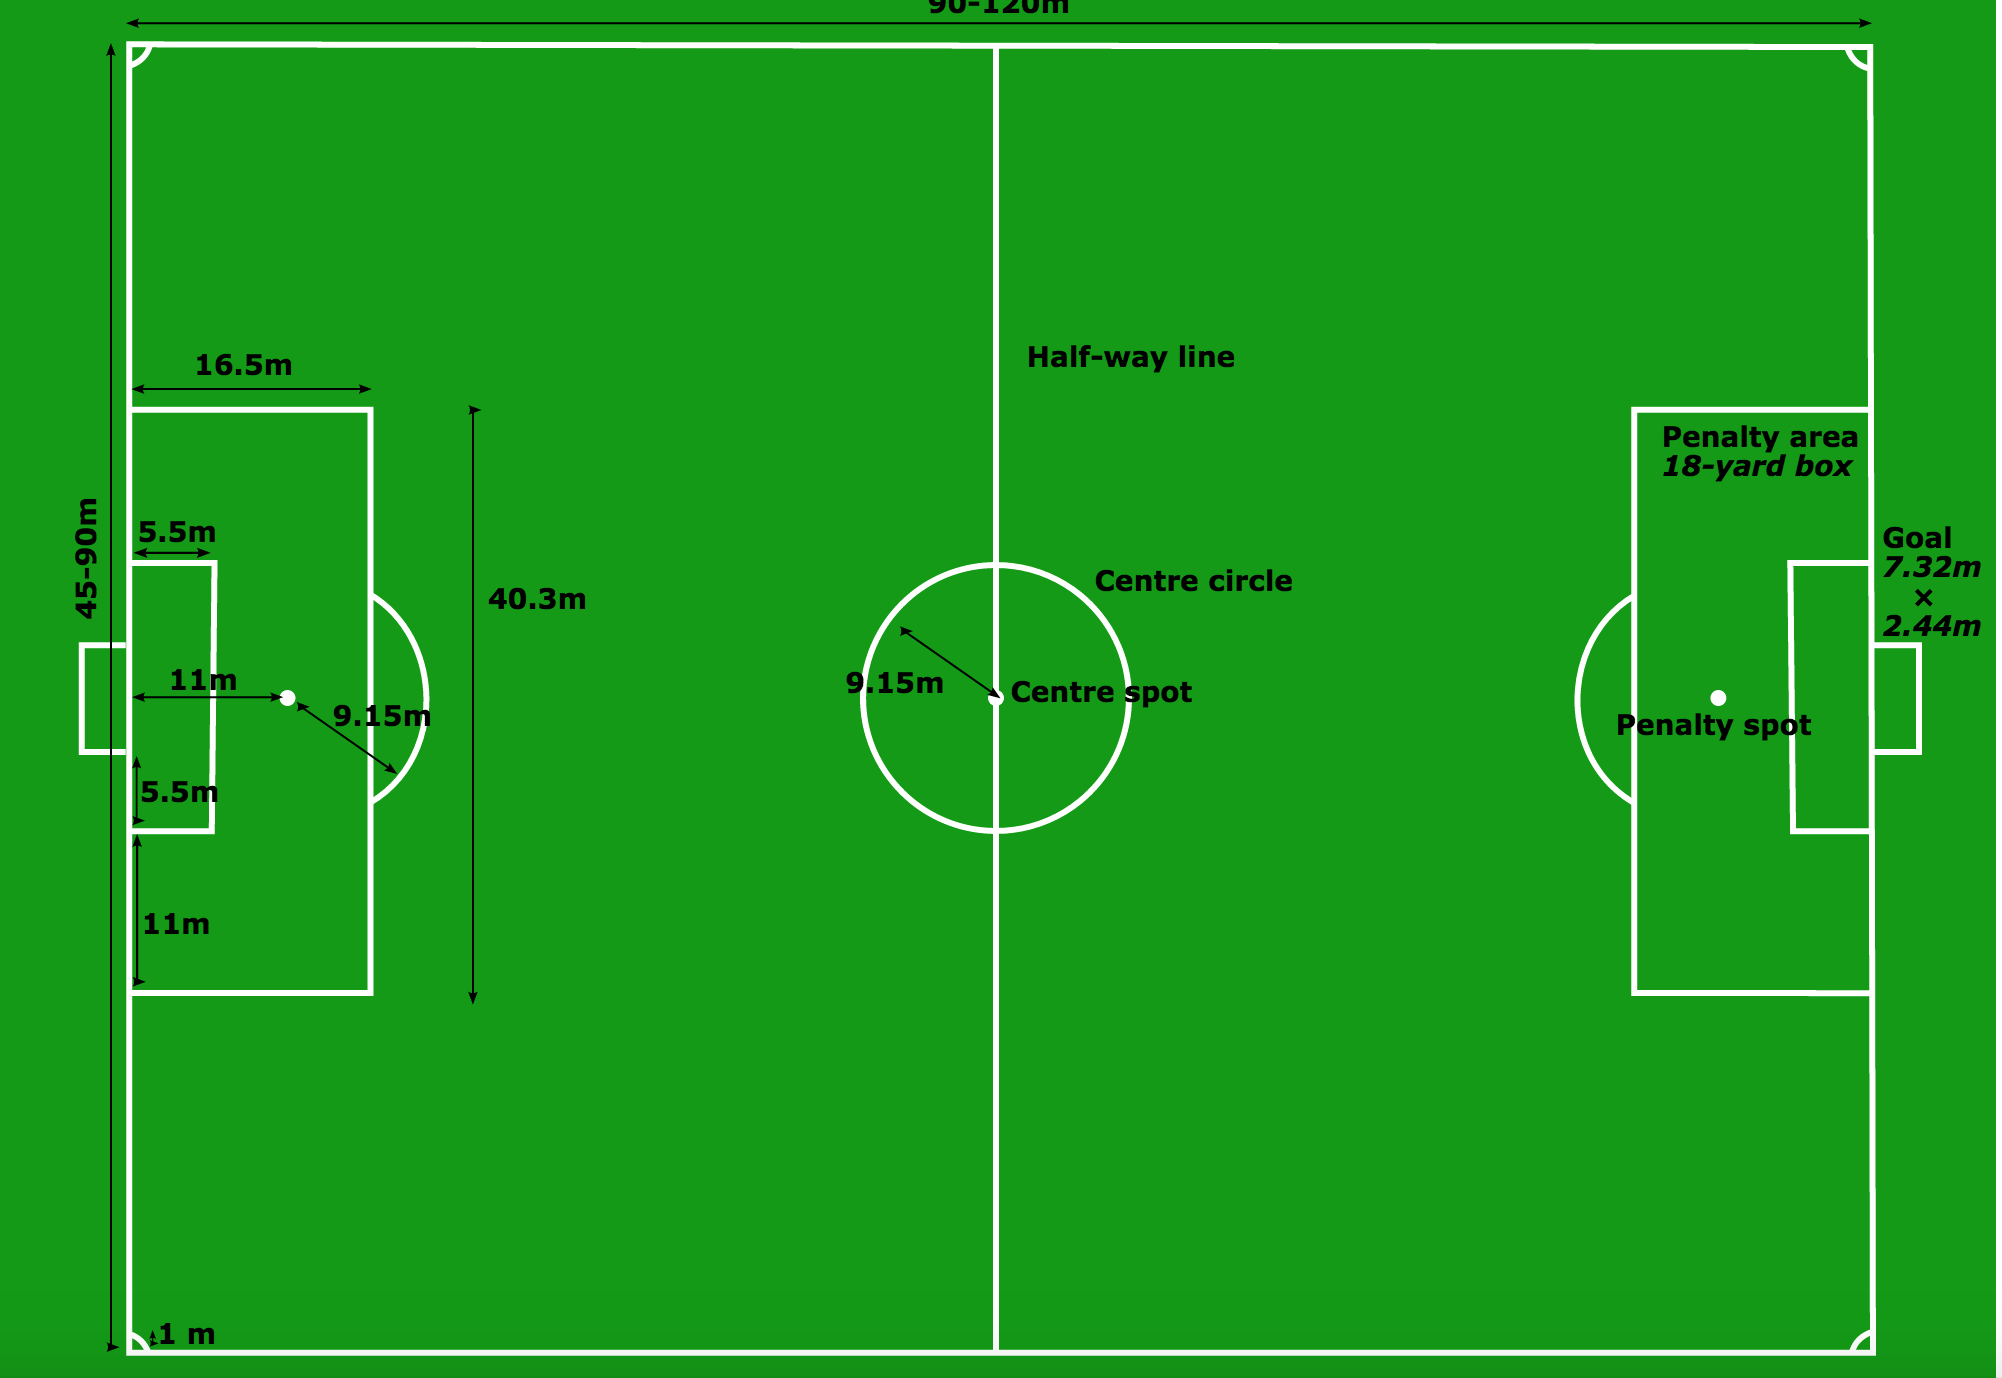 90-120m
Half-way line
16.5m
Penalty area
18-yard box
45-90m
5.5m
Goal
7.32m
×
2.44m
Centre circle
40.3m
11m
9.15m
9.15m
Centre spot
Penalty spot
5.5m
11m
1 m